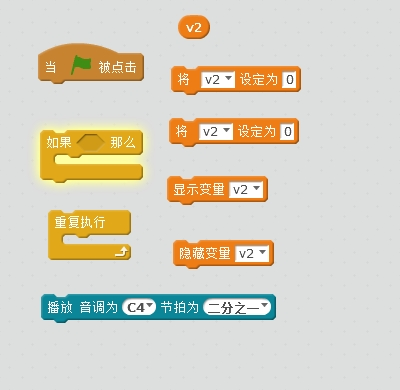 v2
当 被点击
将 v2 设定为 0
将 v2 设定为 0
如果 那么
显示变量 v2
重复执行
隐藏变量 v2
播放 音调为 C4 节拍为 二分之一